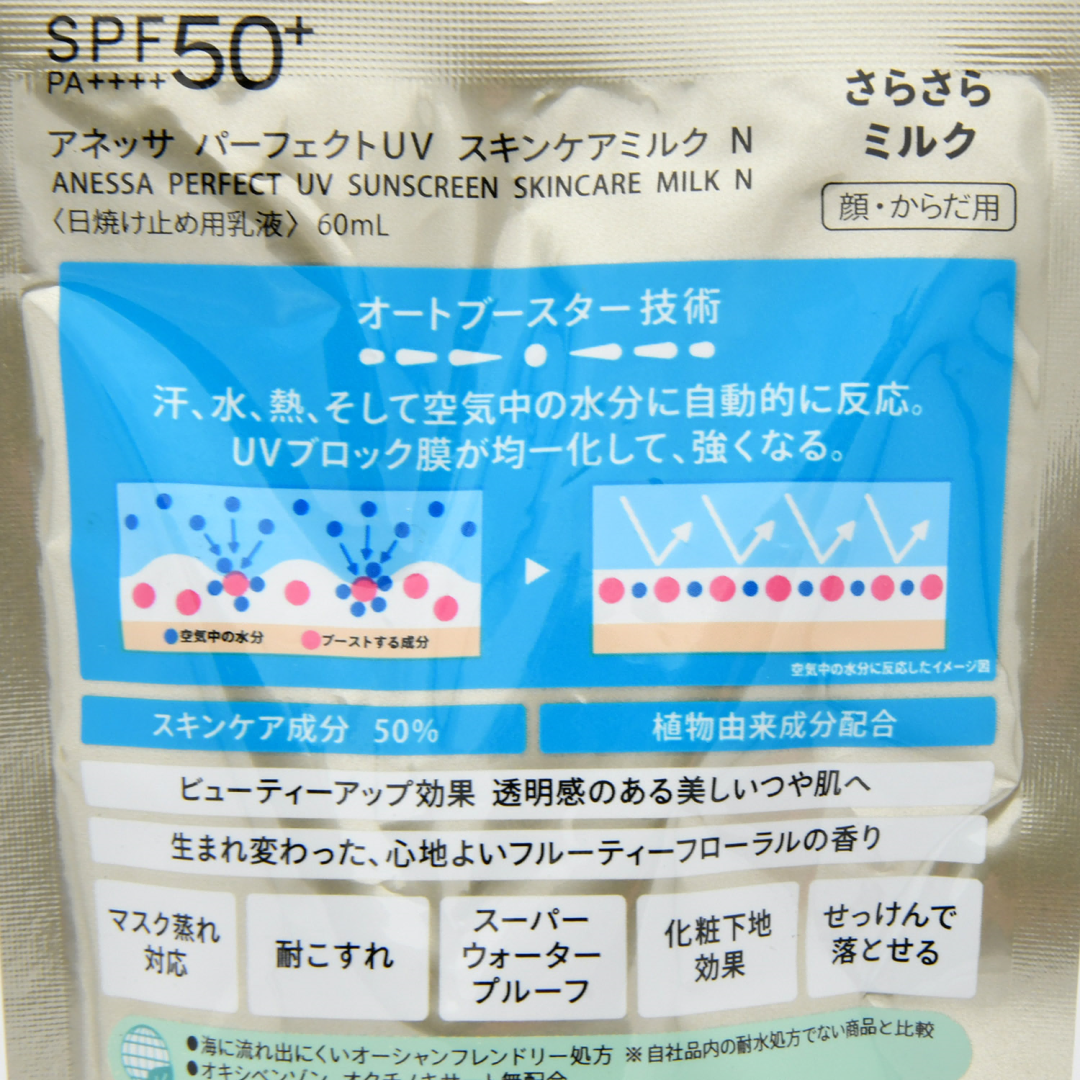 SPF50+
PA++++
さらさら
ミルク
アネッサ パーフェクトUV スキンケアミルク N
ANESSA PERFECT UV SUNSCREEN SKINCARE MILK N
〈日焼け止め用乳液〉 60mL
顔・からだ用
オートブースター技術
汗、水、熱、そして空気中の水分に自動的に反応。
UVブロック膜が均一化して、強くなる。
空気中の水分
ブーストする成分
空気中の水分に反応したイメージ図
スキンケア成分 50%
植物由来成分配合
ビューティーアップ効果 透明感のある美しいつや肌へ
生まれ変わった、心地よいフルーティーフローラルの香り
マスク蒸れ
対応
耐こすれ
スーパー
ウォーター
プルーフ
化粧下地
効果
せっけんで
落とせる
●海に流れ出にくいオーシャンフレンドリー処方 ※自社品内の耐水処方でない商品と比較